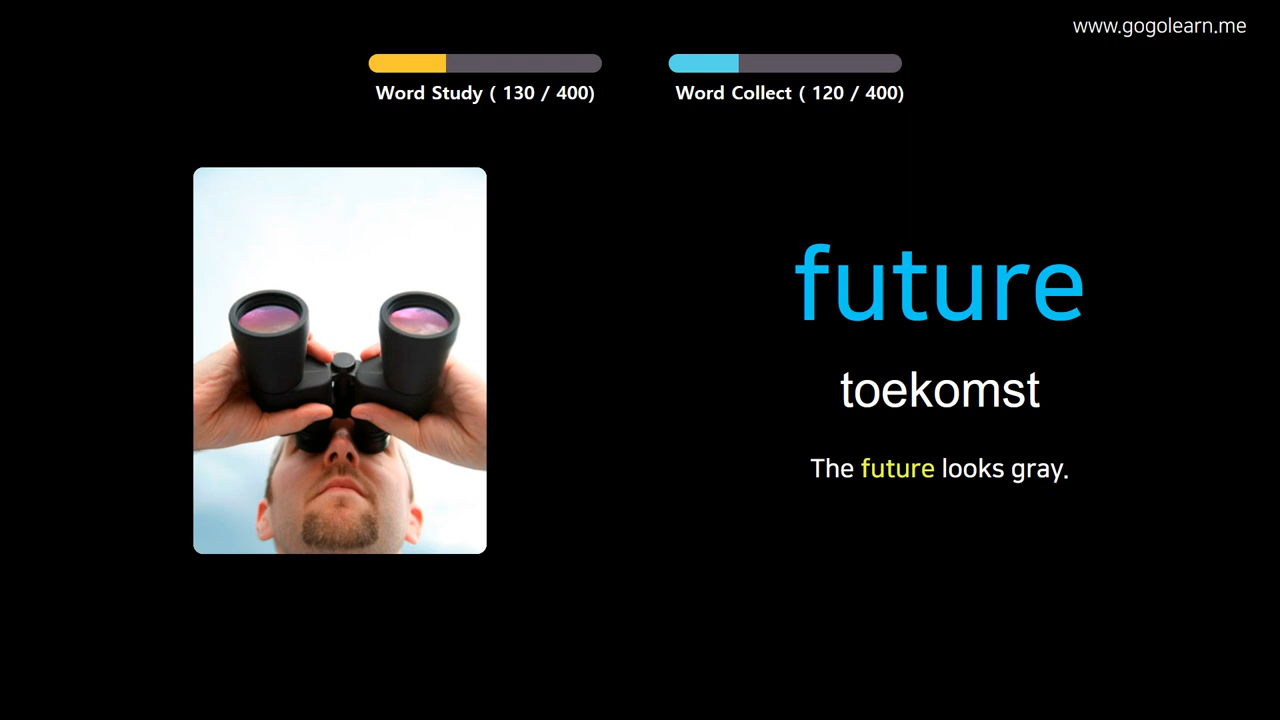 www.gogolearn.me
Word Study ( 130 / 400)
Word Collect ( 120 / 400)
future
toekomst
The future looks gray.